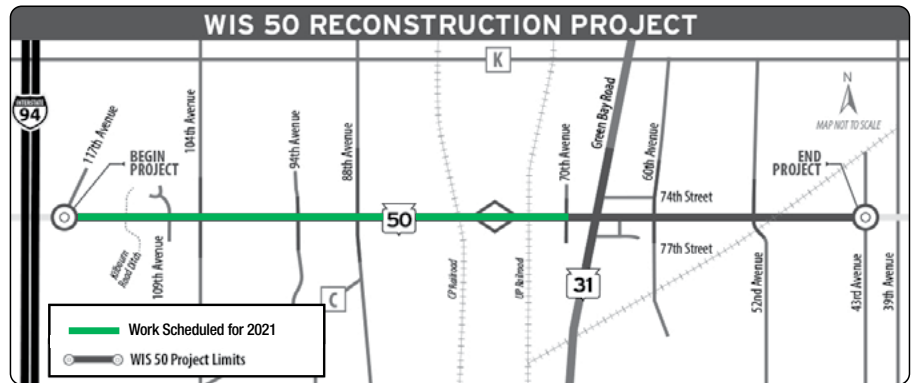 WIS 50 RECONSTRUCTION PROJECT
K
INTERSTATE
94
117th Avenue
104th Avenue
94th Avenue
88th Avenue
70th Avenue
Green Bay Road
60th Avenue
N
MAP NOT TO SCALE
BEGIN
PROJECT
END
PROJECT
74th Street
50
77th Street
Kilbourn
Road Ditch
109th Avenue
CP Railroad
UP Railroad
31
52nd Avenue
43rd Avenue
39th Avenue
C
Work Scheduled for 2021
WIS 50 Project Limits